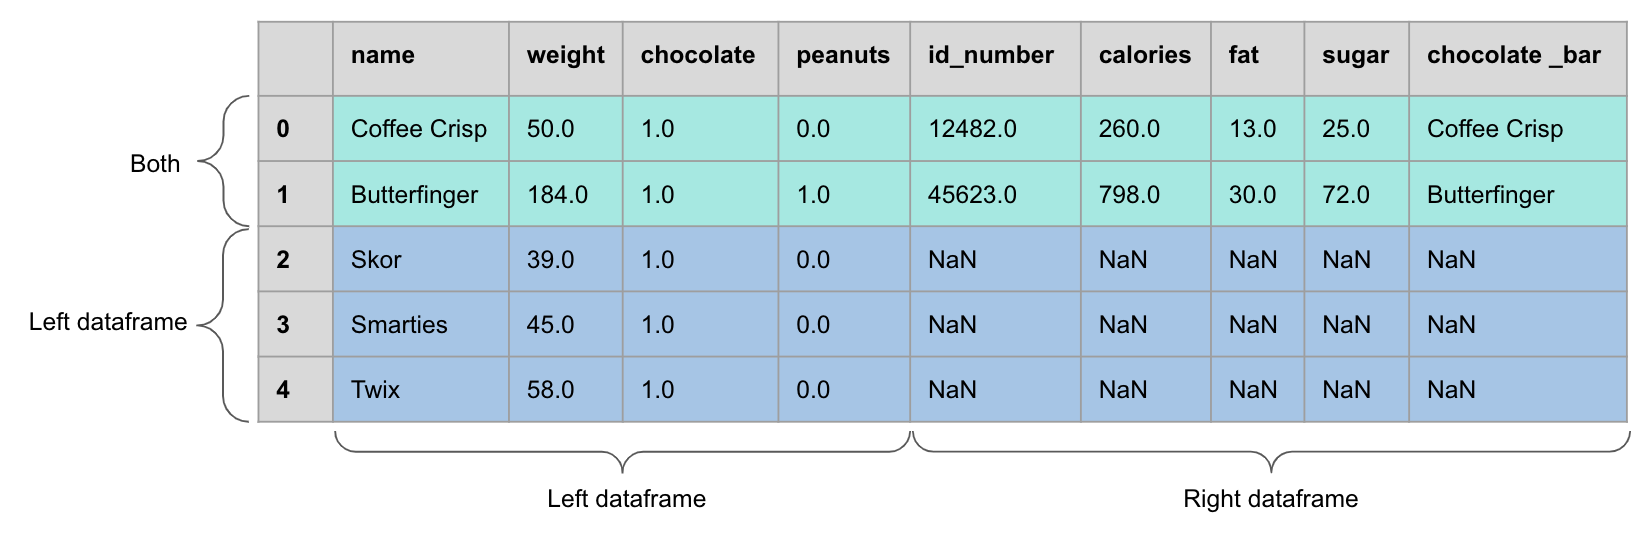 name weight chocolate peanuts id_number calories fat sugar chocolate _bar
0 Coffee Crisp 50.0 1.0 0.0 12482.0 260.0 13.0 25.0 Coffee Crisp
Both
1 Butterfinger 184.0 1.0 1.0 45623.0 798.0 30.0 72.0 Butterfinger
2 Skor 39.0 1.0 0.0 NaN NaN NaN NaN NaN
Left dataframe
3 Smarties 45.0 1.0 0.0 NaN NaN NaN NaN NaN
4 Twix 58.0 1.0 0.0 NaN NaN NaN NaN NaN
Left dataframe Right dataframe